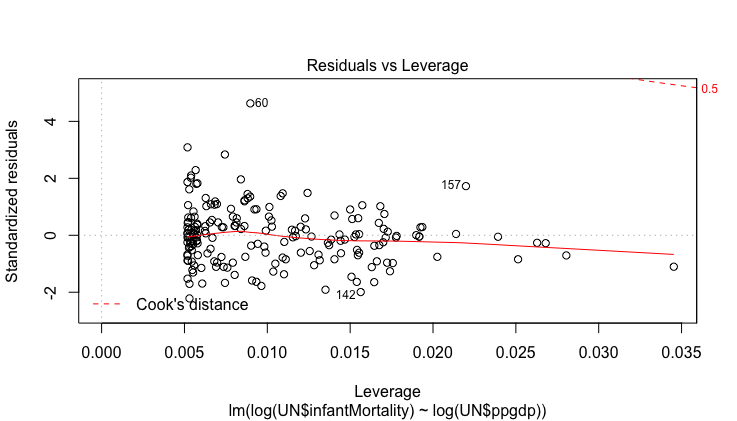 Residuals vs Leverage
Standardized residuals
4
2
0
-2
60
157
142
0.5
Cook's distance
0.000 0.005 0.010 0.015 0.020 0.025 0.030 0.035
Leverage
lm(log(UN$infantMortality) ~ log(UN$ppgdp))